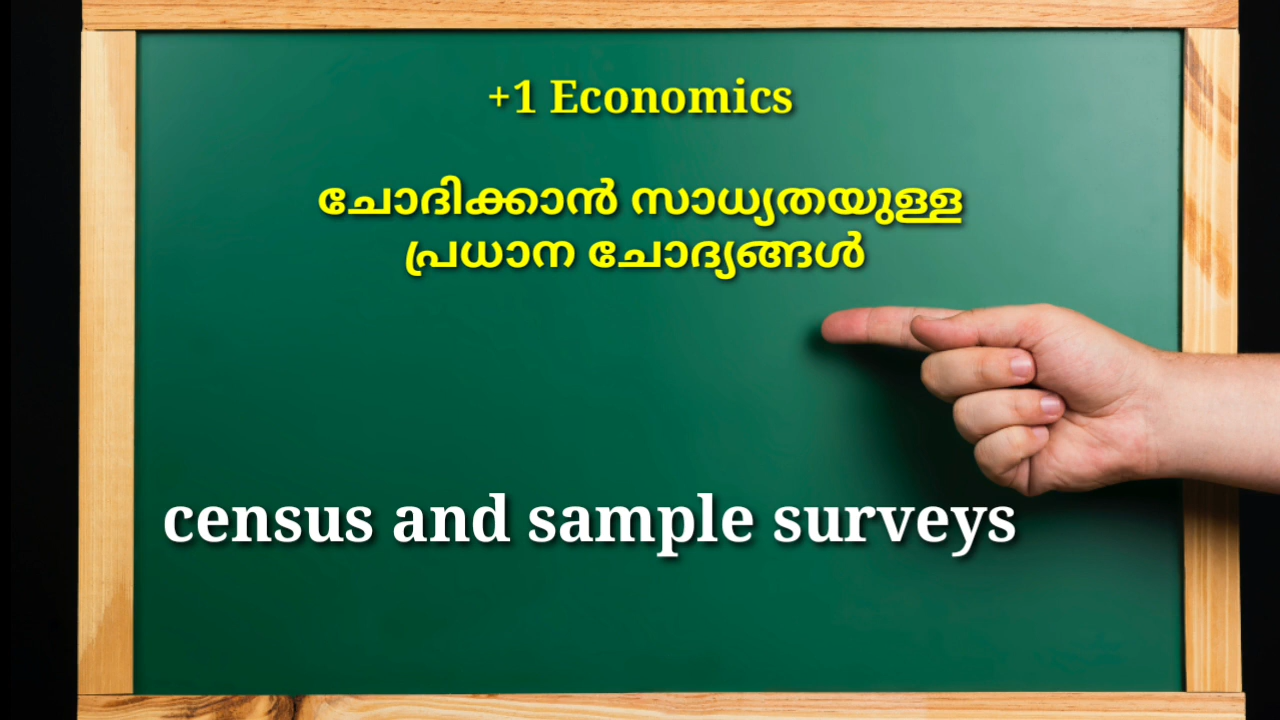 +1 Economics
ചോദിക്കാൻ സാധ്യതയുള്ള
പ്രധാന ചോദ്യങ്ങൾ
census and sample surveys